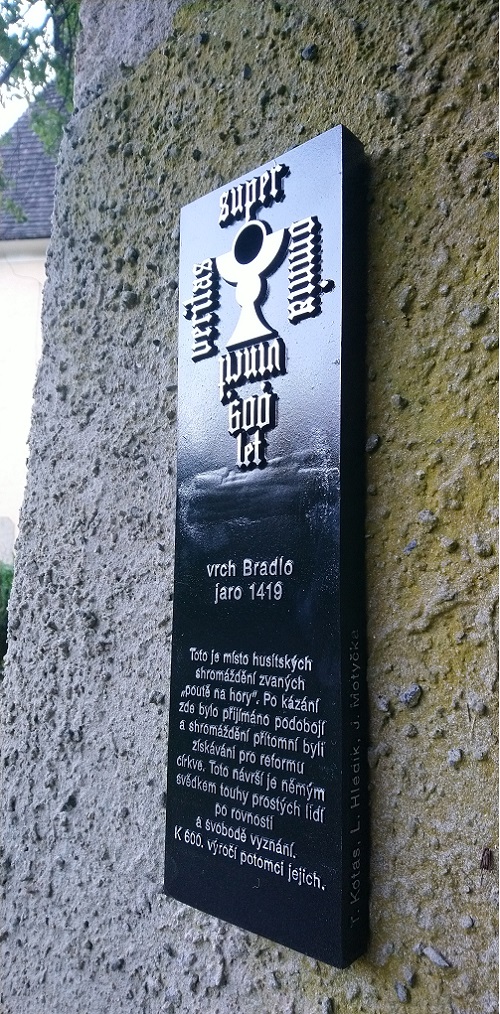 super
veritas
omnia
vincit
600
let
vrch Bradlo
jaro 1419
Toto je místo husitských
shromáždění zvaných
„poutě na hory“. Po kázání
zde bylo přijímáno podobojí
a shromáždění přítomní byli
získáváni pro reformu
církve. Toto návrší je němým
svědkem touhy prostých lidí
po rovnosti
a svobodě vyznání.
K 600. výročí potomci jejich.
T. Kotas, L. Hledík, J. Motyčka